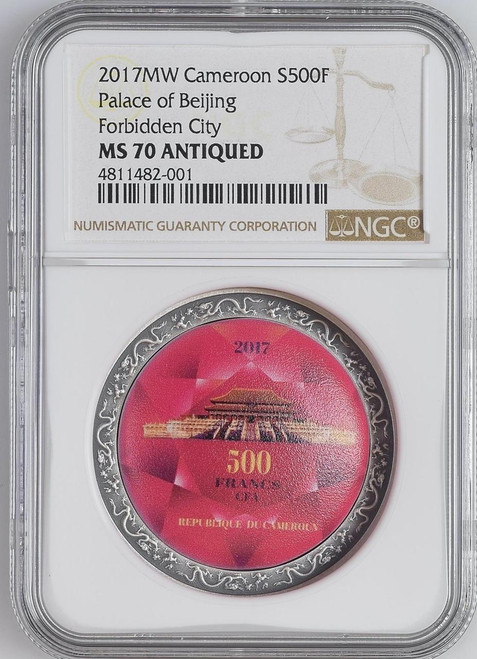 2017MW Cameroon S500F
Palace of Beijing
Forbidden City
MS 70 ANTIQUED
4811482-001
NUMISMATIC GUARANTY CORPORATION NGC®
2017
500
FRANCS
CFA
REPUBLIQUE DU CAMEROUN